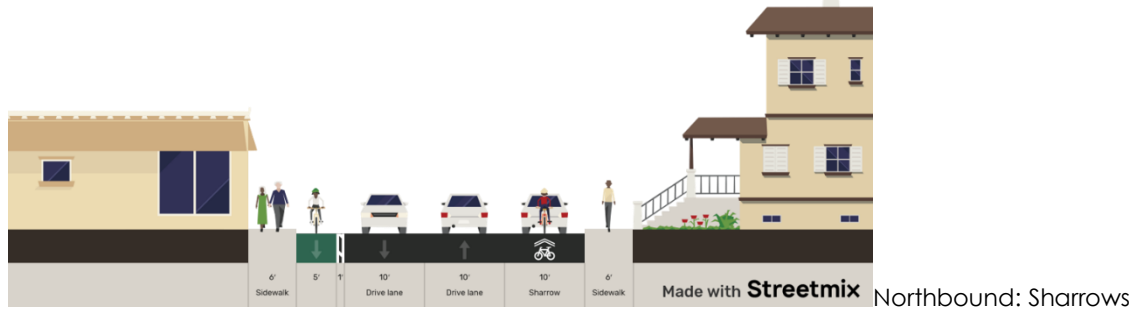 6' 5' 1' 10' 10' 10' 6'
Sidewalk Drive lane Drive lane Sharrow Sidewalk
Made with Streetmix
Northbound: Sharrows